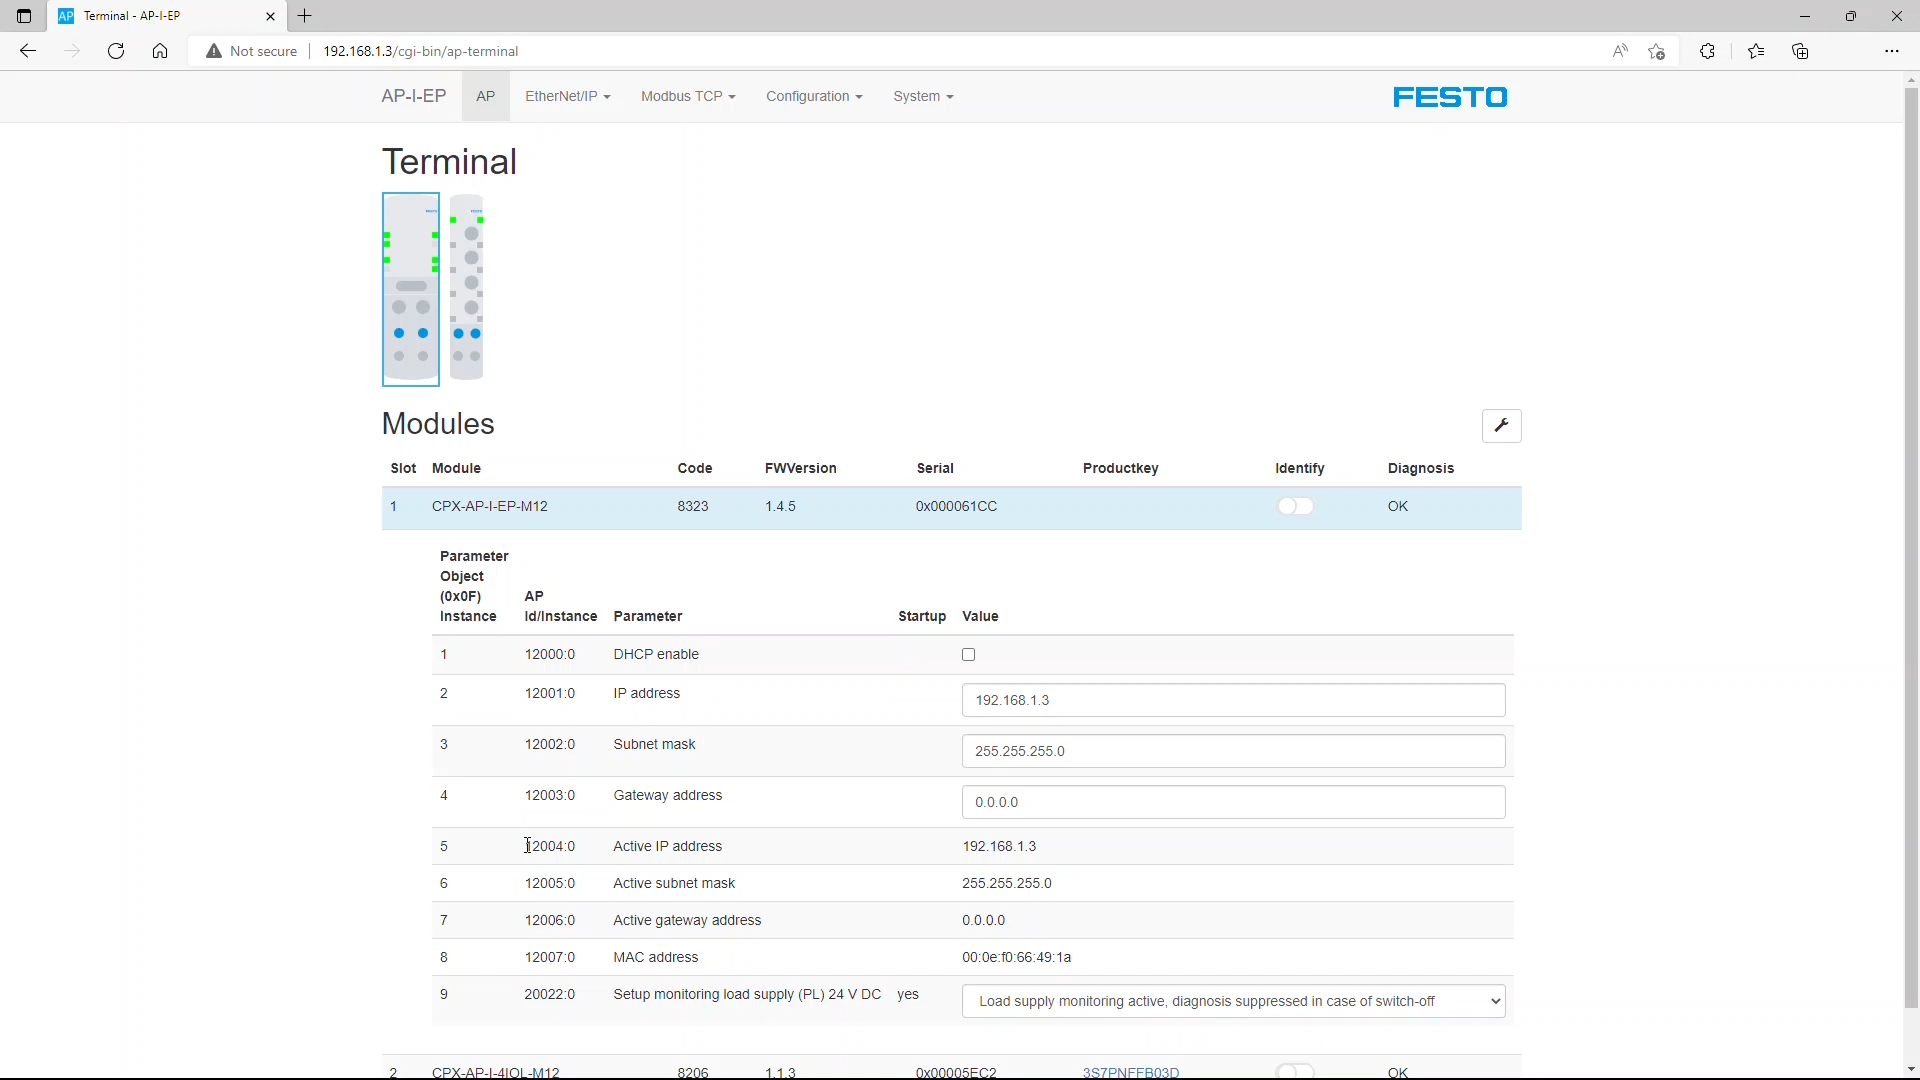 Terminal - AP-I-EP
Not secure 192.168.1.3/cgi-bin/ap-terminal
AP-I-EP AP EtherNet/IP Modbus TCP Configuration System FESTO
Terminal
FESTO FESTO
Modules
Slot Module Code FWVersion Serial Productkey Identify Diagnosis
1 CPX-AP-I-EP-M12 8323 1.4.5 0x000061CC OK
Parameter
Object
(0x0F) AP
Instance Id/Instance Parameter Startup Value
1 12000:0 DHCP enable
2 12001:0 IP address 192.168.1.3
3 12002:0 Subnet mask 255.255.255.0
4 12003:0 Gateway address 0.0.0.0
5 12004:0 Active IP address 192.168.1.3
6 12005:0 Active subnet mask 255.255.255.0
7 12006:0 Active gateway address 0.0.0.0
8 12007:0 MAC address 00:0e:f0:66:49:1a
9 20022:0 Setup monitoring load supply (PL) 24 V DC yes Load supply monitoring active, diagnosis suppressed in case of switch-off
2 CPX-AP-I-4IOL-M12 8206 1.1.3 0x00005EC2 3S7PNFFB03D OK